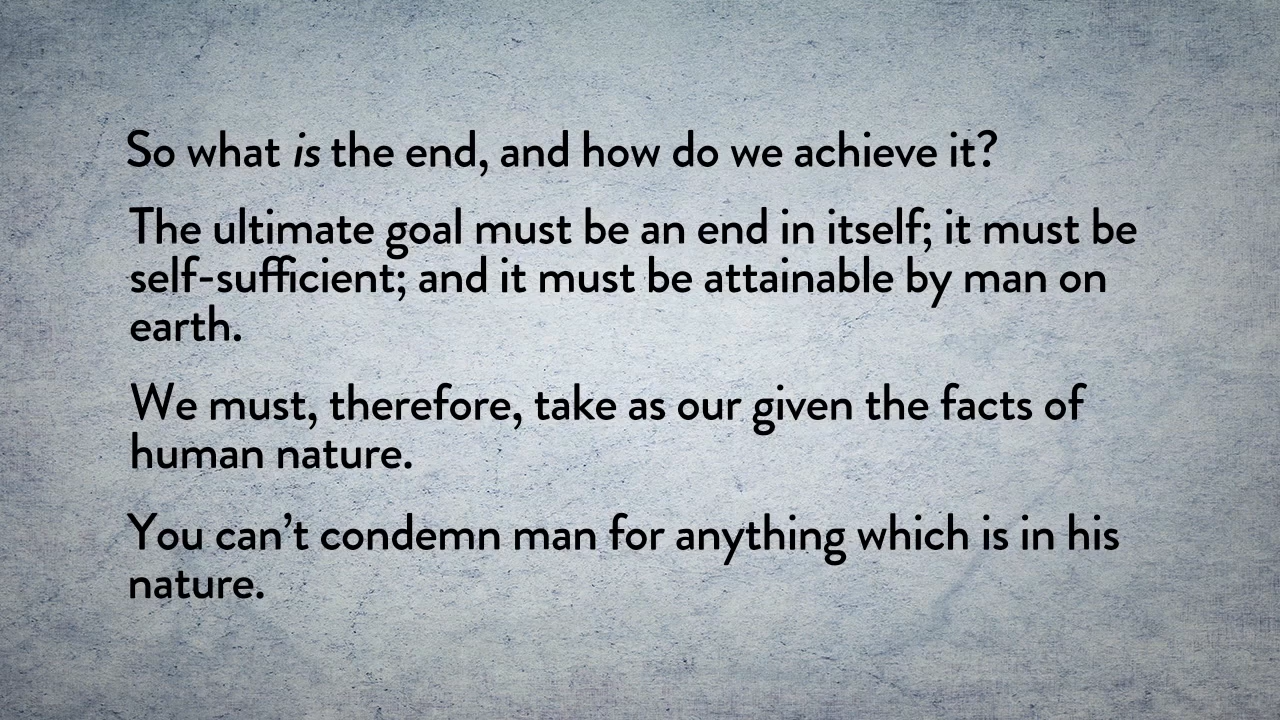 So what is the end, and how do we achieve it?
The ultimate goal must be an end in itself; it must be
self-sufficient; and it must be attainable by man on
earth.
We must, therefore, take as our given the facts of
human nature.
You can’t condemn man for anything which is in his
nature.